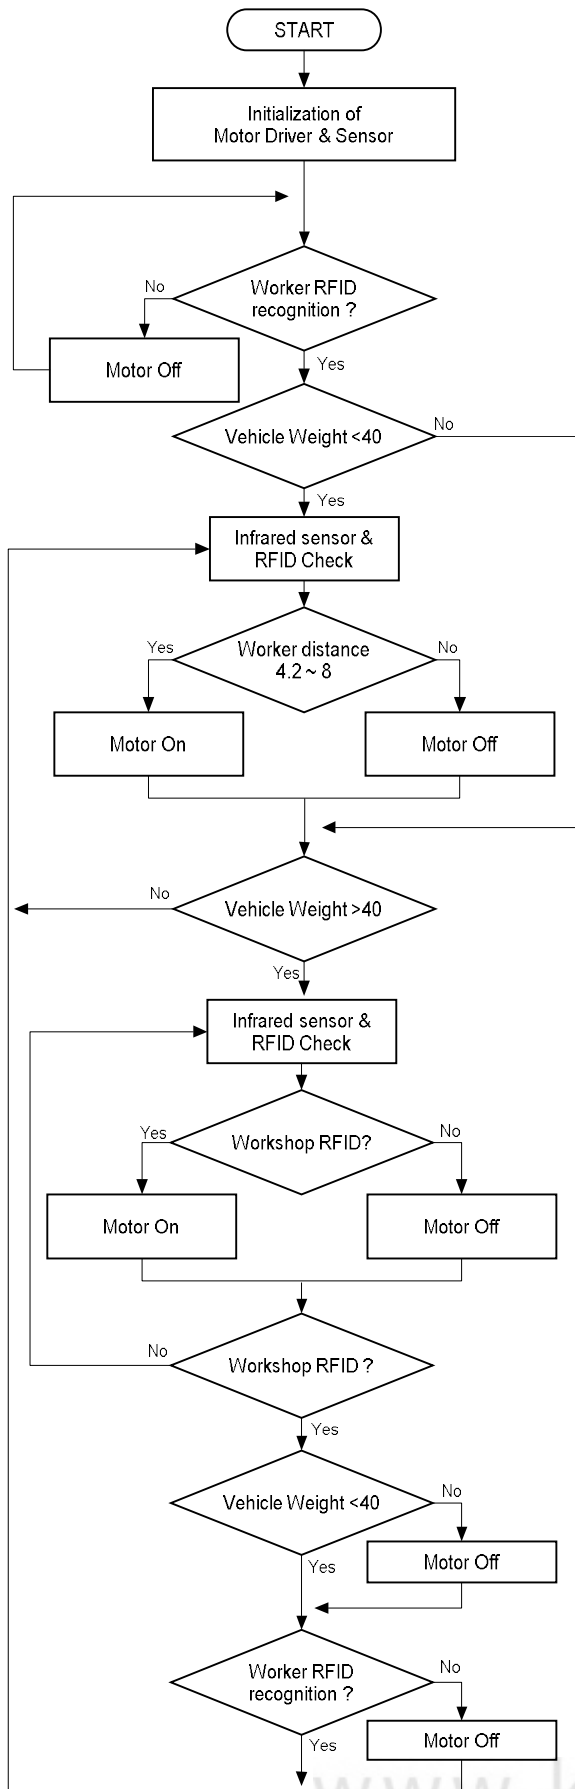 START
Initialization of
Motor Driver & Sensor
Worker RFID
recognition ?
No
Motor Off
Yes
Vehicle Weight <40
No
Yes
Infrared sensor &
RFID Check
Worker distance
4.2 ~ 8
Yes
No
Motor On
Motor Off
Vehicle Weight >40
No
Yes
Infrared sensor &
RFID Check
Workshop RFID?
Yes
No
Motor On
Motor Off
Workshop RFID ?
No
Yes
Vehicle Weight <40
No
Motor Off
Yes
Worker RFID
recognition ?
No
Motor Off
Yes